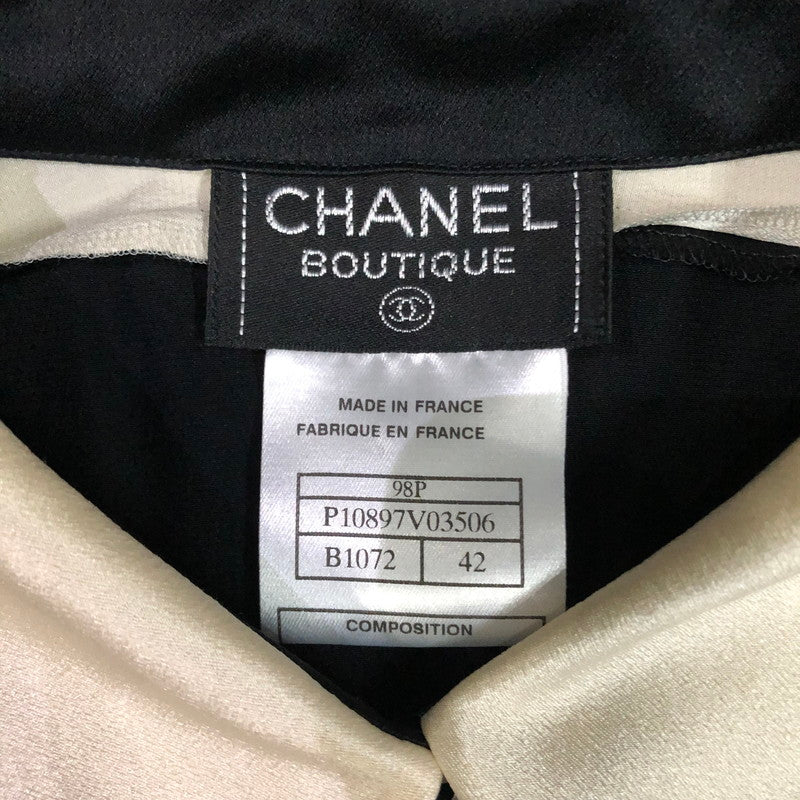 CHANEL
BOUTIQUE
MADE IN FRANCE
FABRIQUE EN FRANCE
98P
P10897V03506
B1072 42
COMPOSITION